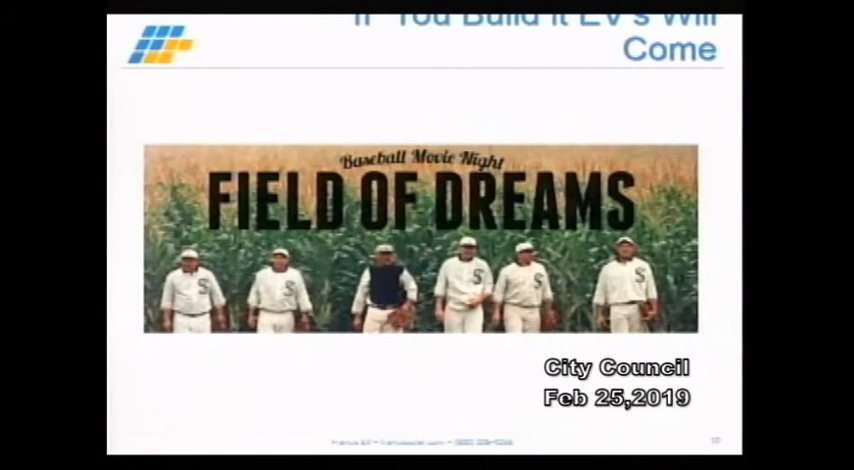 If You Build it EV's Will
Come
Baseball Movie Night
FIELD OF DREAMS
City Council
Feb 25,2019